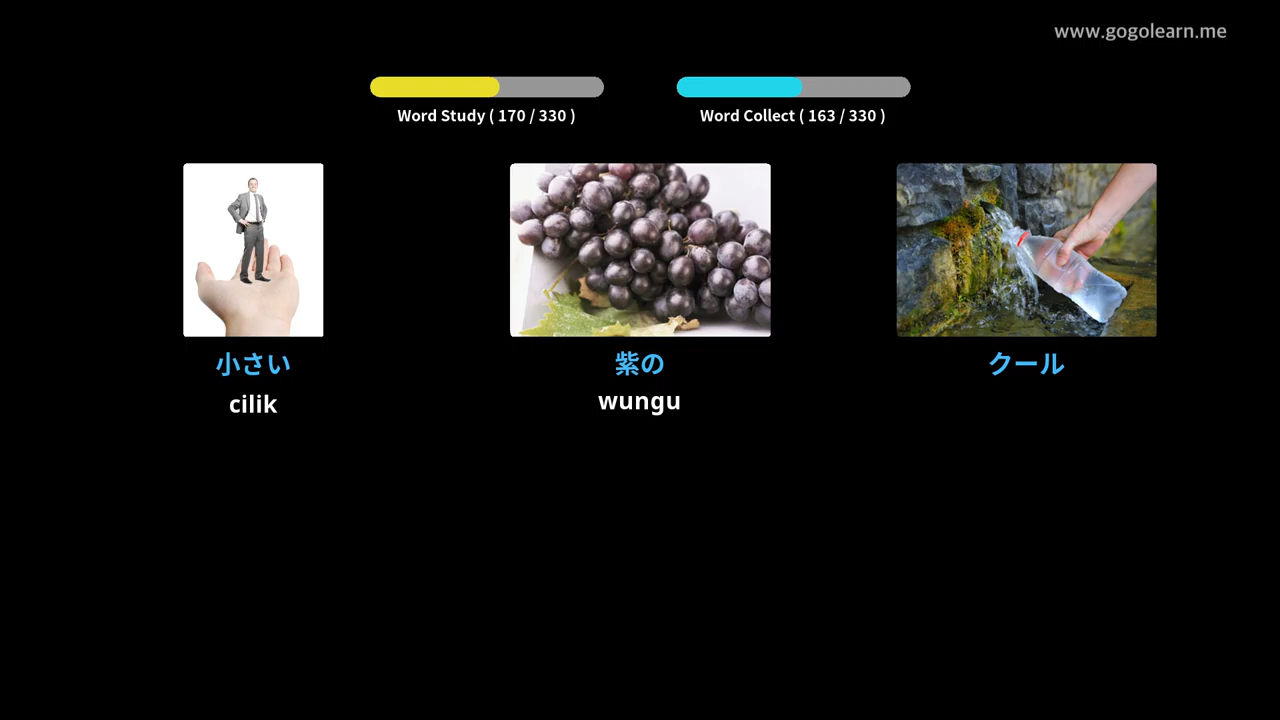 www.gogolearn.me
Word Study ( 170 / 330 )
Word Collect ( 163 / 330 )
小さい
紫の
クール
cilik
wungu